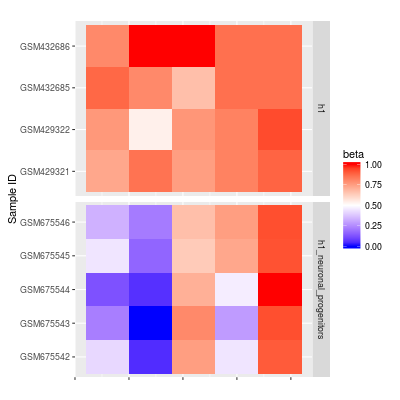 GSM432686
GSM432685
GSM429322
GSM429321
h1
GSM675546
GSM675545
GSM675544
GSM675543
GSM675542
h1_neuronal_progenitors
Sample ID
beta
1.00
0.75
0.50
0.25
0.00